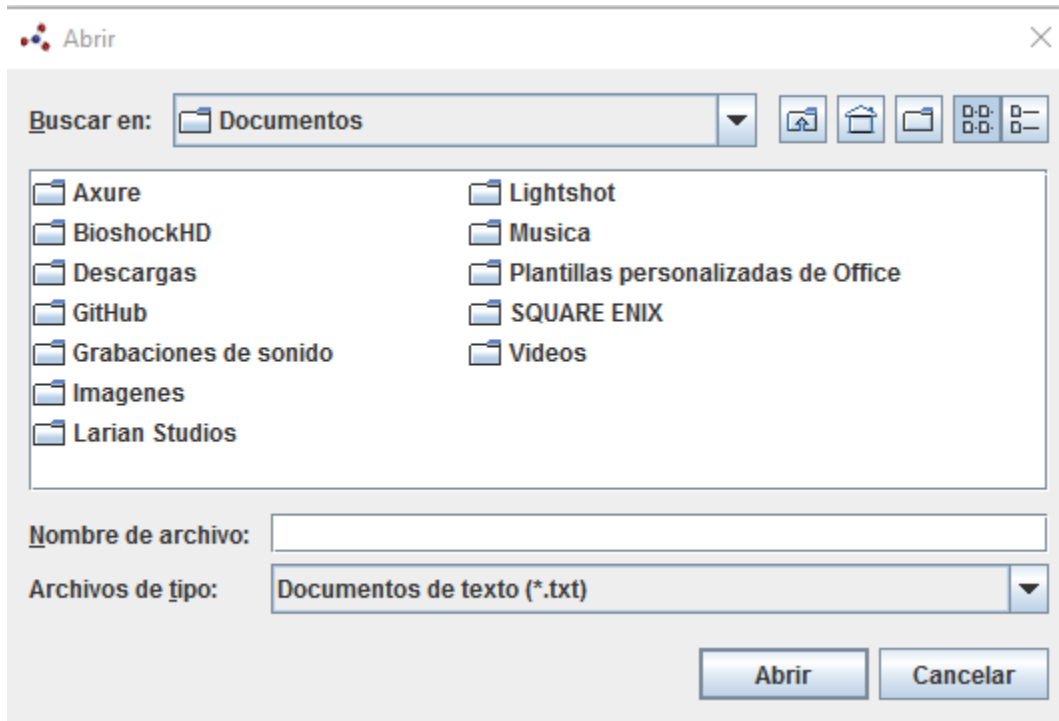 Abrir
Buscar en: Documentos
Axure
BioshockHD
Descargas
GitHub
Grabaciones de sonido
Imagenes
Larian Studios
Lightshot
Musica
Plantillas personalizadas de Office
SQUARE ENIX
Videos
Nombre de archivo:
Archivos de tipo: Documentos de texto (*.txt)
Abrir Cancelar